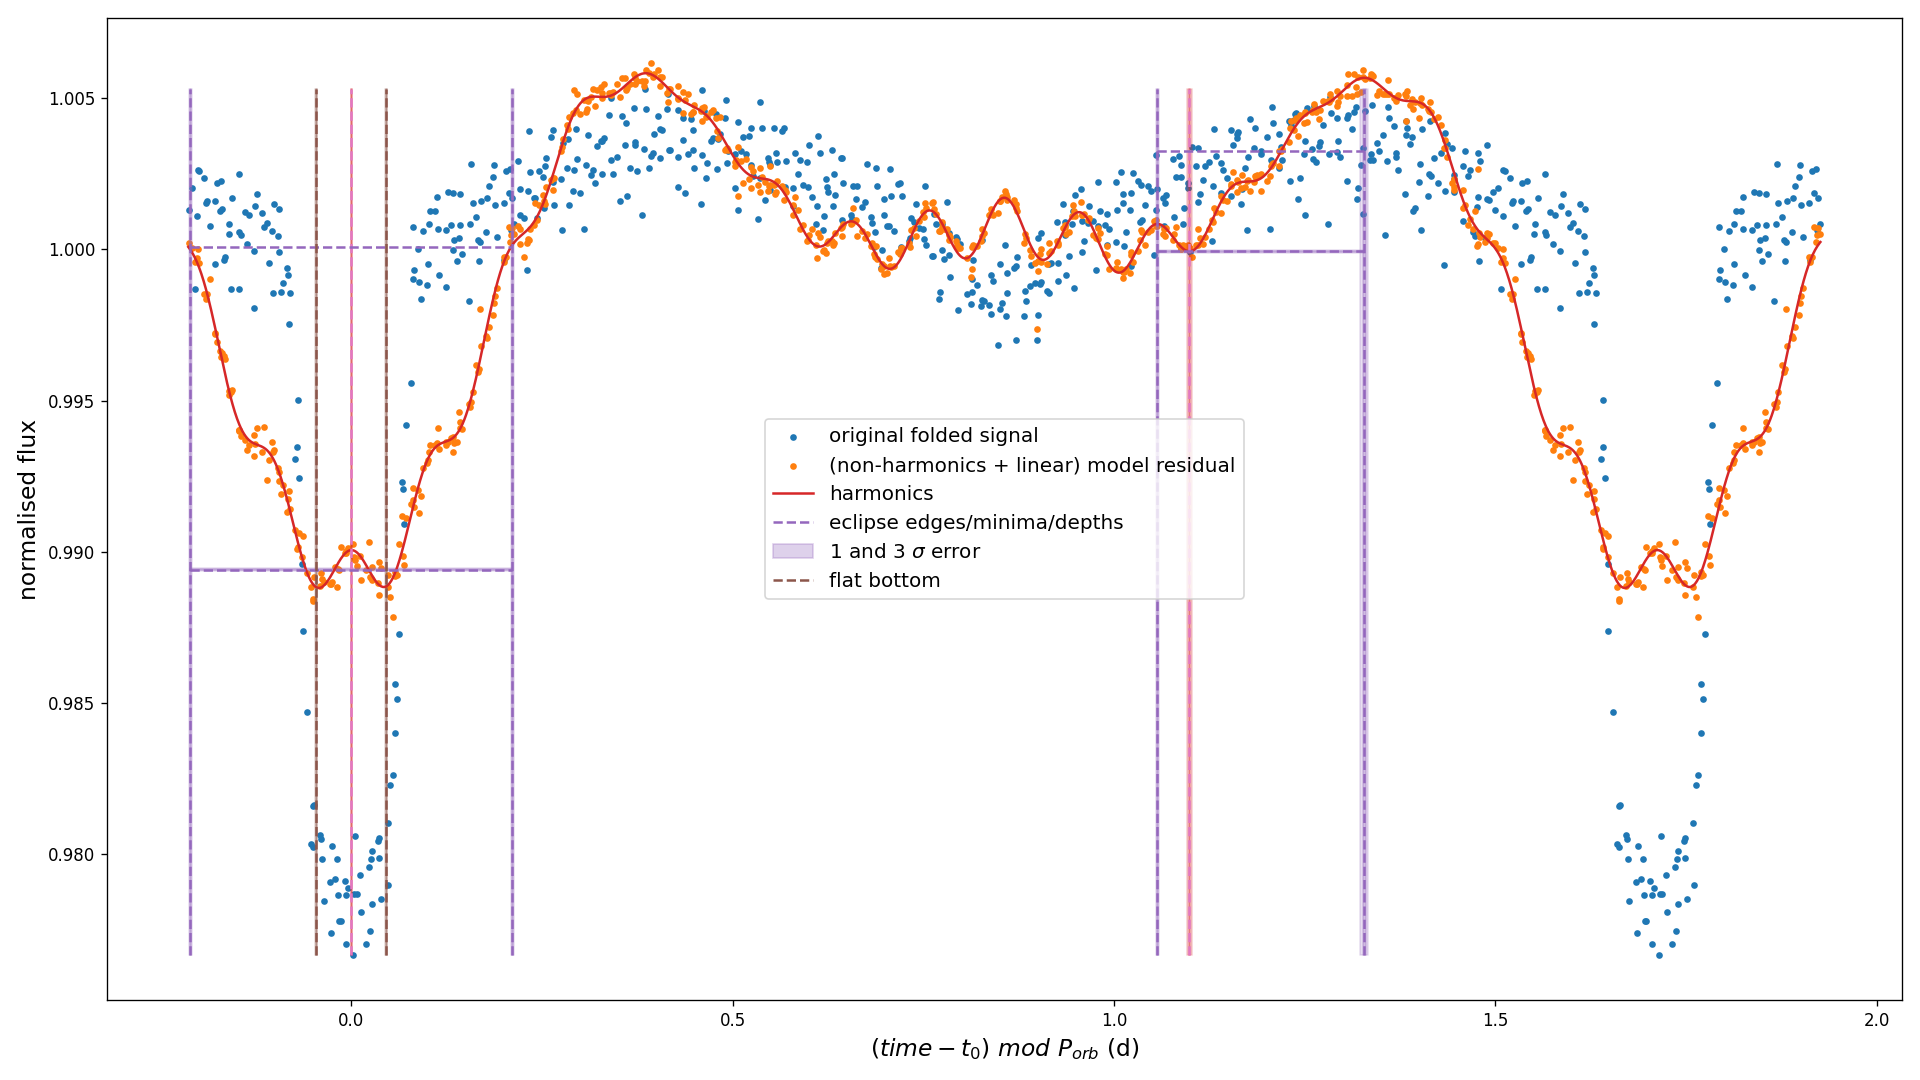 normalised flux
1.005
1.000
0.995
0.990
0.985
0.980
original folded signal
(non-harmonics + linear) model residual
harmonics
eclipse edges/minima/depths
1 and 3 σ error
flat bottom
0.0 0.5 1.0 1.5 2.0
(time − t₀) mod Pₒᵣb (d)